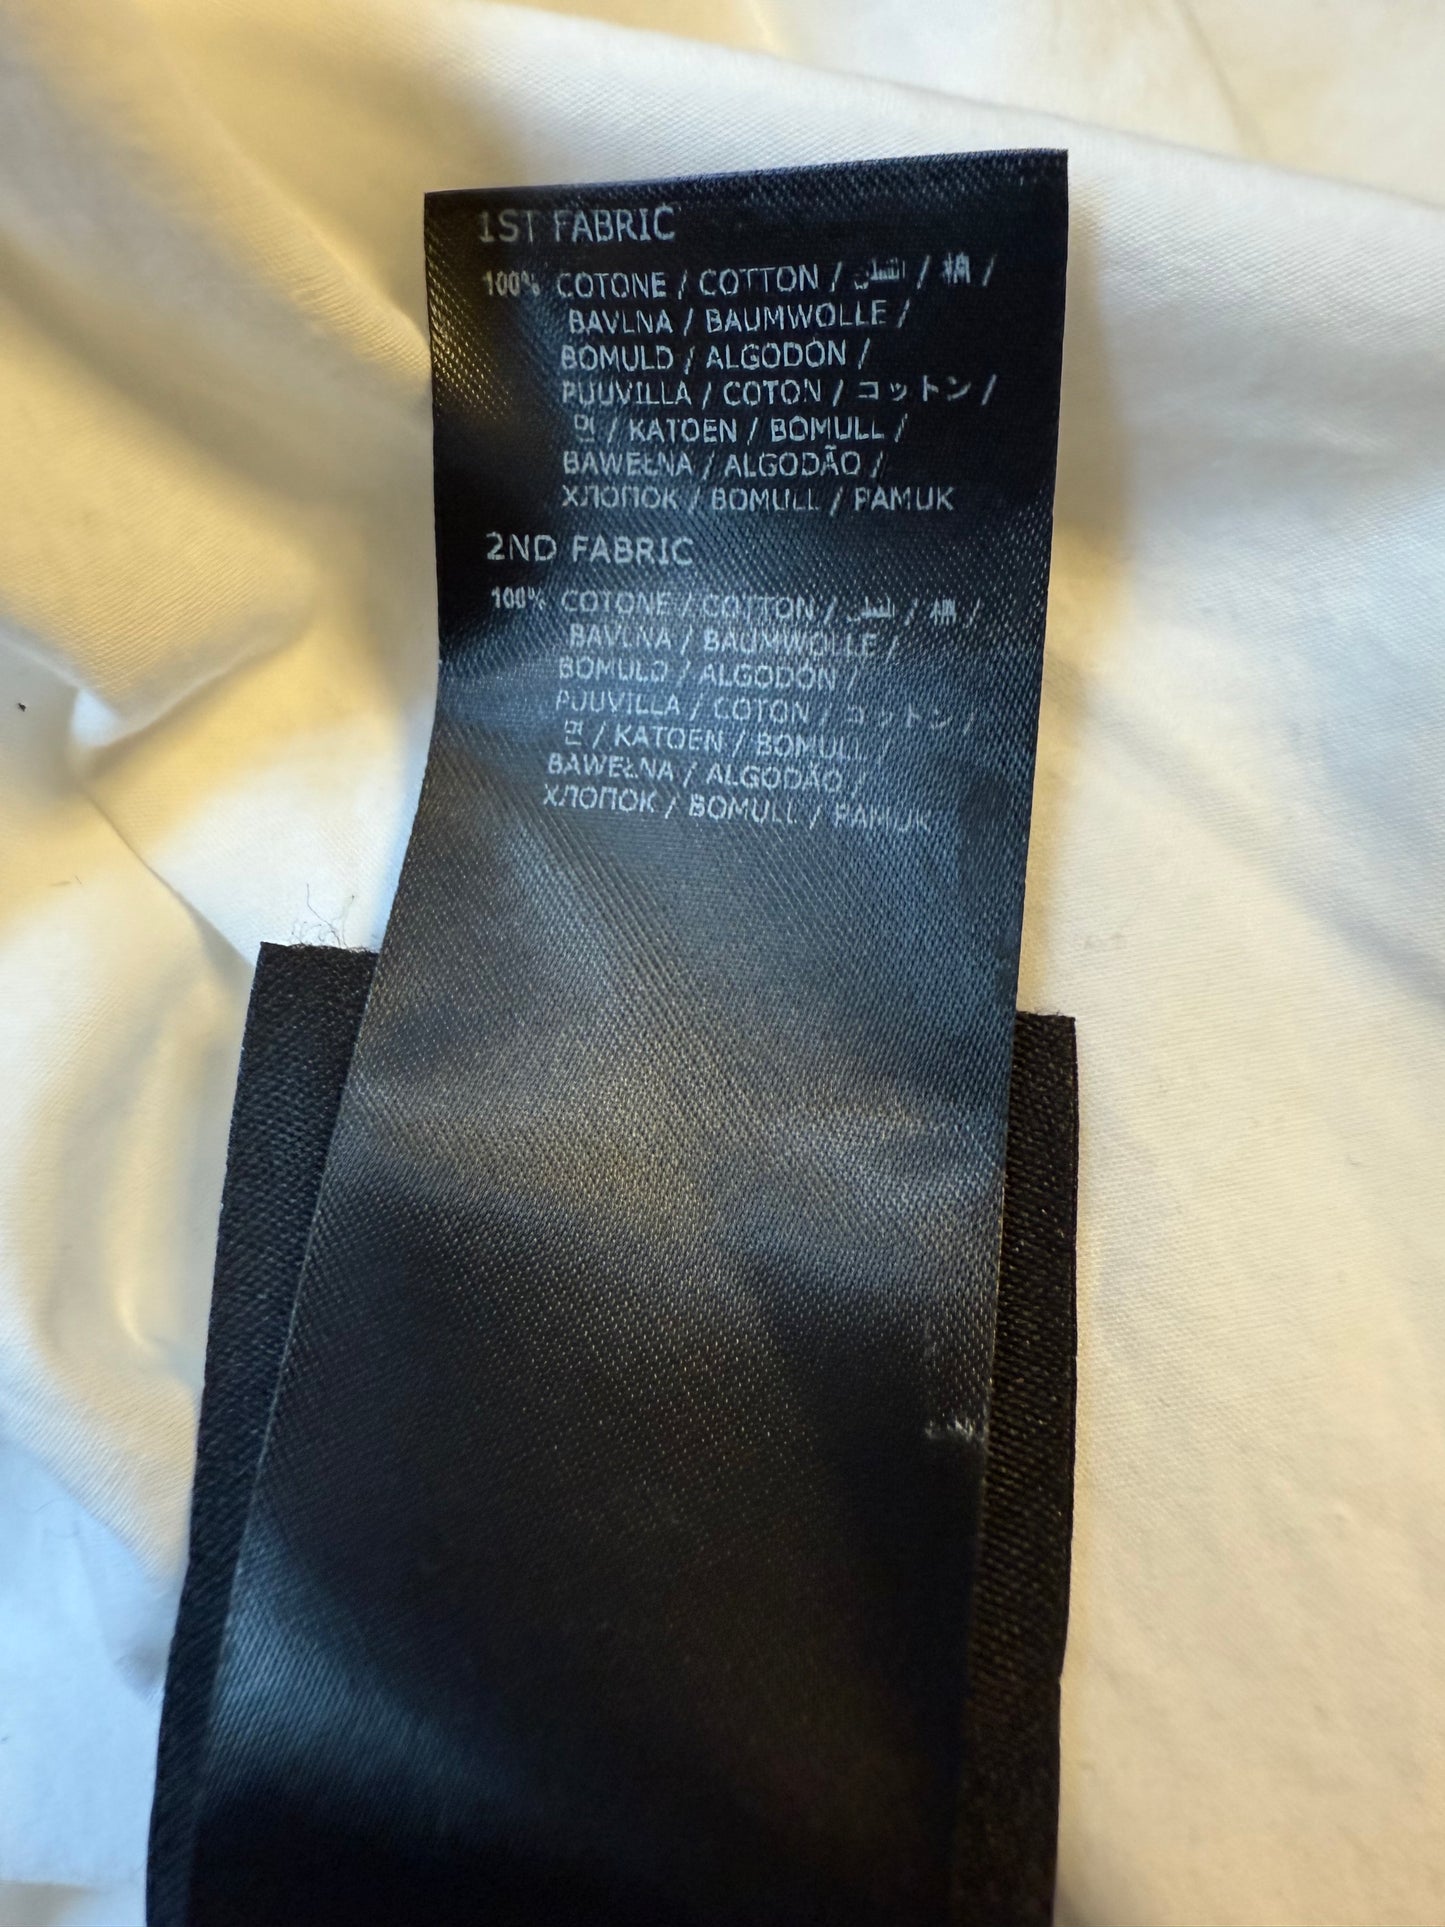 1ST FABRIC
100% COTONE / COTTON / القطن / 棉 /
BAVLNA / BAUMWOLLE /
BOMULD / ALGODÓN /
PUUVILLA / COTON / コットン /
면 / KATOEN / BOMULL /
BAWEŁNA / ALGODÃO /
ХЛОПОК / BOMULL / PAMUK
2ND FABRIC
100% COTONE / COTTON / القطن / 棉 /
BAVLNA / BAUMWOLLE /
BOMULD / ALGODÓN /
PUUVILLA / COTON / コットン /
면 / KATOEN / BOMULL /
BAWEŁNA / ALGODÃO /
ХЛОПОК / BOMULL / PAMUK